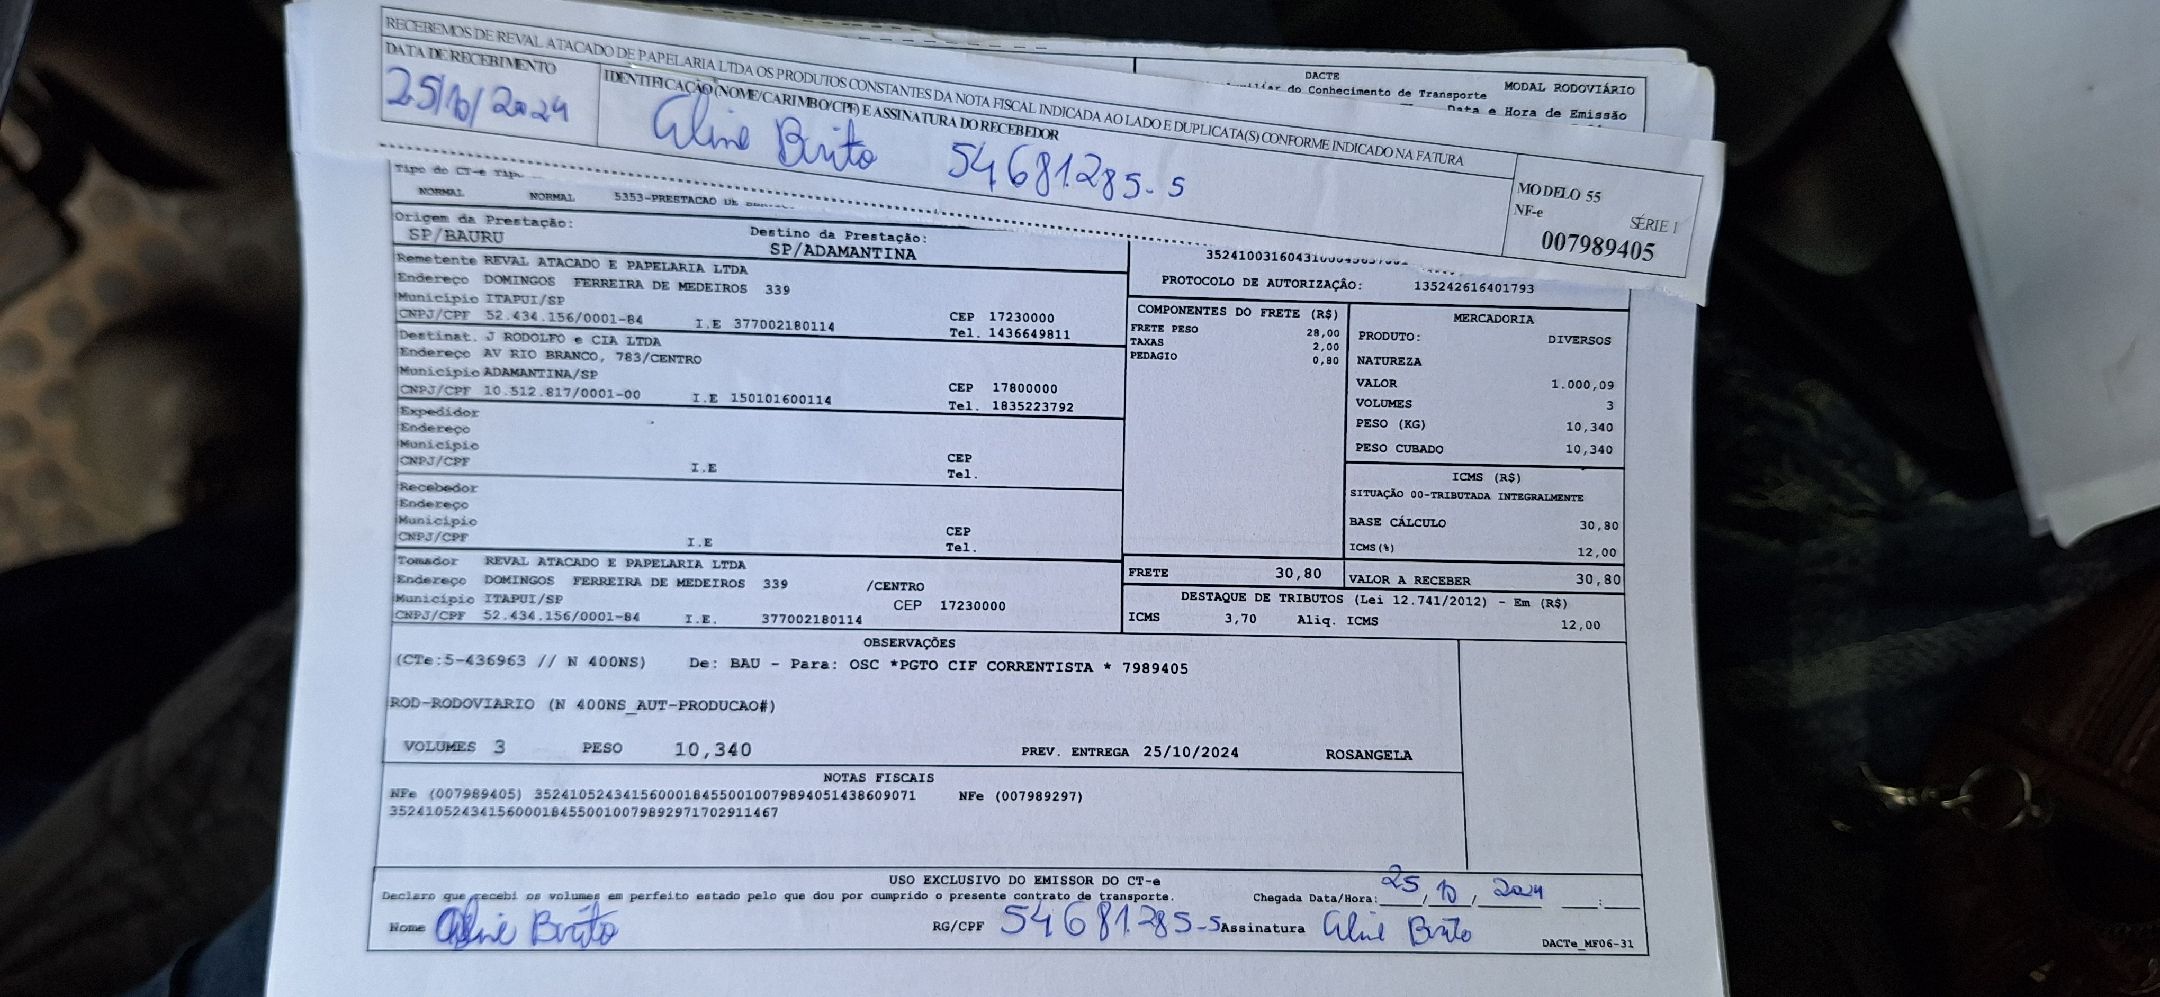 RECEBEMOS DE REVAL ATACADO DE PAPELARIA LTDA OS PRODUTOS CONSTANTES DA NOTA FISCAL INDICADA AO LADO E DUPLICATA(S) CONFORME INDICADO NA FATURA
DATA DE RECEBIMENTO
25/10/2024
IDENTIFICAÇÃO (NOME/CARIMBO/CPF) E ASSINATURA DO RECEBEDOR
Aline Brito 54681285-5
MODELO 55
NF-e SÉRIE 1
007989405
DACTE
do Conhecimento de Transporte
MODAL RODOVIÁRIO
Data e Hora de Emissão
Tipo do CT-e
NORMAL NORMAL 5353-PRESTACAO DE
Origem da Prestação:
SP/BAURU
Destino da Prestação:
SP/ADAMANTINA
PROTOCOLO DE AUTORIZAÇÃO: 135242616401793
Remetente REVAL ATACADO E PAPELARIA LTDA
Endereço DOMINGOS FERREIRA DE MEDEIROS 339
Município ITAPUI/SP
CEP 17230000
CNPJ/CPF 52.434.156/0001-84 I.E 377002180114
Tel. 1436649811
Destinat. J RODOLFO e CIA LTDA
Endereço AV RIO BRANCO, 783/CENTRO
Município ADAMANTINA/SP
CEP 17800000
CNPJ/CPF 10.512.817/0001-00 I.E 150101600114
Tel. 1835223792
Expedidor
Endereço
Município
CEP
CNPJ/CPF I.E
Tel.
Recebedor
Endereço
Município
CEP
CNPJ/CPF I.E
Tel.
Tomador REVAL ATACADO E PAPELARIA LTDA
Endereço DOMINGOS FERREIRA DE MEDEIROS 339 /CENTRO
Município ITAPUI/SP CEP 17230000
CNPJ/CPF 52.434.156/0001-84 I.E. 377002180114
COMPONENTES DO FRETE (R$)
FRETE PESO 28,00
TAXAS 2,00
PEDAGIO 0,80
FRETE 30,80
MERCADORIA
PRODUTO: DIVERSOS
NATUREZA
VALOR 1.000,09
VOLUMES 3
PESO (KG) 10,340
PESO CUBADO 10,340
ICMS (R$)
SITUAÇÃO 00-TRIBUTADA INTEGRALMENTE
BASE CÁLCULO 30,80
ICMS(%) 12,00
VALOR A RECEBER 30,80
DESTAQUE DE TRIBUTOS (Lei 12.741/2012) - Em (R$)
ICMS 3,70 Aliq. ICMS 12,00
OBSERVAÇÕES
(CTe:5-436963 // N 400NS) De: BAU - Para: OSC *PGTO CIF CORRENTISTA * 7989405
ROD-RODOVIARIO (N 400NS_AUT-PRODUCAO#)
VOLUMES 3 PESO 10,340 PREV. ENTREGA 25/10/2024 ROSANGELA
NOTAS FISCAIS
NFe (007989405) 35241052434156000184550010079894051438609071 NFe (007989297)
35241052434156000184550010079892971702911467
USO EXCLUSIVO DO EMISSOR DO CT-e
Declaro que recebi os volumes em perfeito estado pelo que dou por cumprido o presente contrato de transporte.
Chegada Data/Hora: 25/10/2024 :
Nome Aline Brito RG/CPF 54681285-5 Assinatura Aline Brito
DACTe_MF06-31